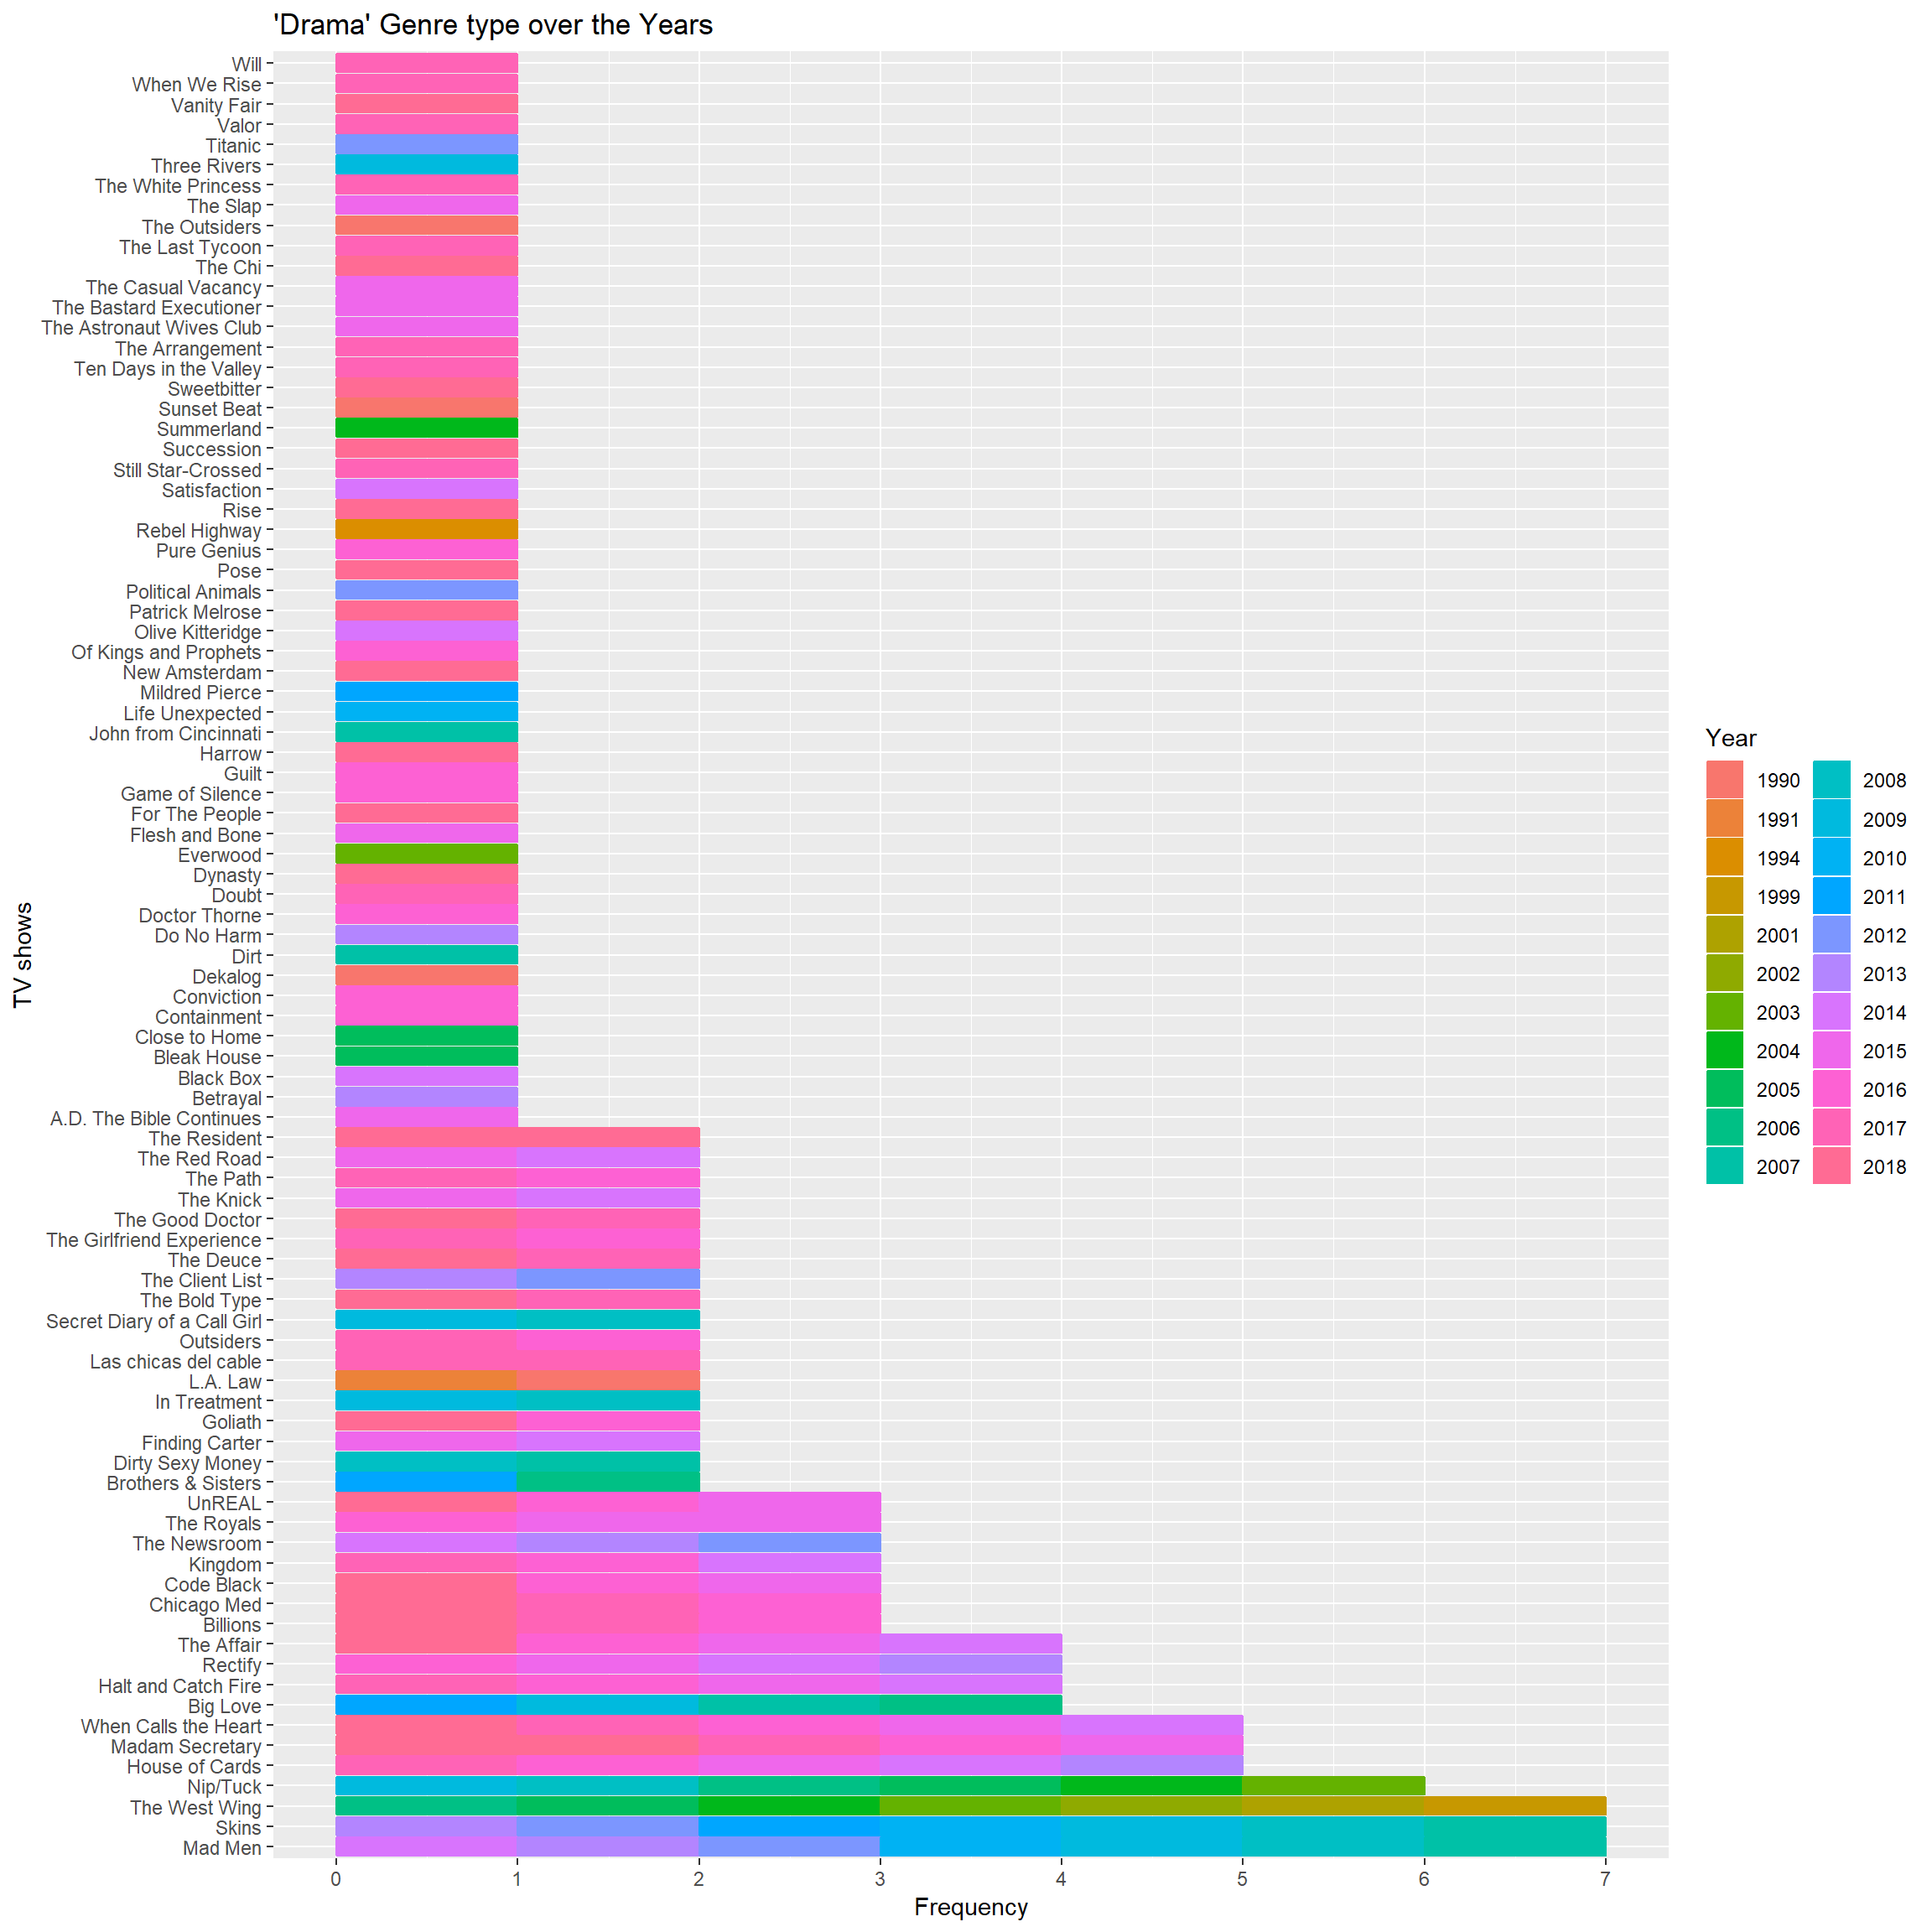 'Drama' Genre type over the Years
Will
When We Rise
Vanity Fair
Valor
Titanic
Three Rivers
The White Princess
The Slap
The Outsiders
The Last Tycoon
The Chi
The Casual Vacancy
The Bastard Executioner
The Astronaut Wives Club
The Arrangement
Ten Days in the Valley
Sweetbitter
Sunset Beat
Summerland
Succession
Still Star-Crossed
Satisfaction
Rise
Rebel Highway
Pure Genius
Pose
Political Animals
Patrick Melrose
Olive Kitteridge
Of Kings and Prophets
New Amsterdam
Mildred Pierce
Life Unexpected
John from Cincinnati
Harrow
Guilt
Game of Silence
For The People
Flesh and Bone
Everwood
Dynasty
Doubt
Doctor Thorne
Do No Harm
Dirt
Dekalog
Conviction
Containment
Close to Home
Bleak House
Black Box
Betrayal
A.D. The Bible Continues
The Resident
The Red Road
The Path
The Knick
The Good Doctor
The Girlfriend Experience
The Deuce
The Client List
The Bold Type
Secret Diary of a Call Girl
Outsiders
Las chicas del cable
L.A. Law
In Treatment
Goliath
Finding Carter
Dirty Sexy Money
Brothers & Sisters
UnREAL
The Royals
The Newsroom
Kingdom
Code Black
Chicago Med
Billions
The Affair
Rectify
Halt and Catch Fire
Big Love
When Calls the Heart
Madam Secretary
House of Cards
Nip/Tuck
The West Wing
Skins
Mad Men
TV shows
0 1 2 3 4 5 6 7
Frequency
Year
1990 2008
1991 2009
1994 2010
1999 2011
2001 2012
2002 2013
2003 2014
2004 2015
2005 2016
2006 2017
2007 2018